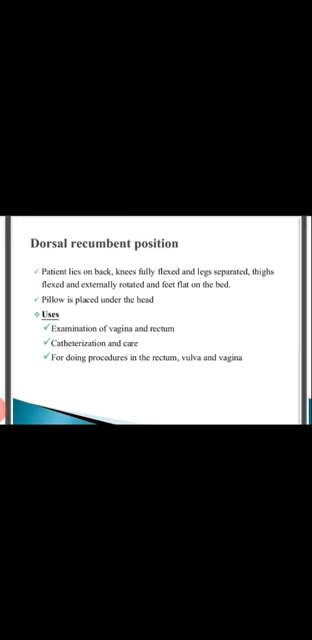 Dorsal recumbent position
✓ Patient lies on back, knees fully flexed and legs separated, thighs
flexed and externally rotated and feet flat on the bed.
✓ Pillow is placed under the head
❖ Uses
✓Examination of vagina and rectum
✓Catheterization and care
✓For doing procedures in the rectum, vulva and vagina